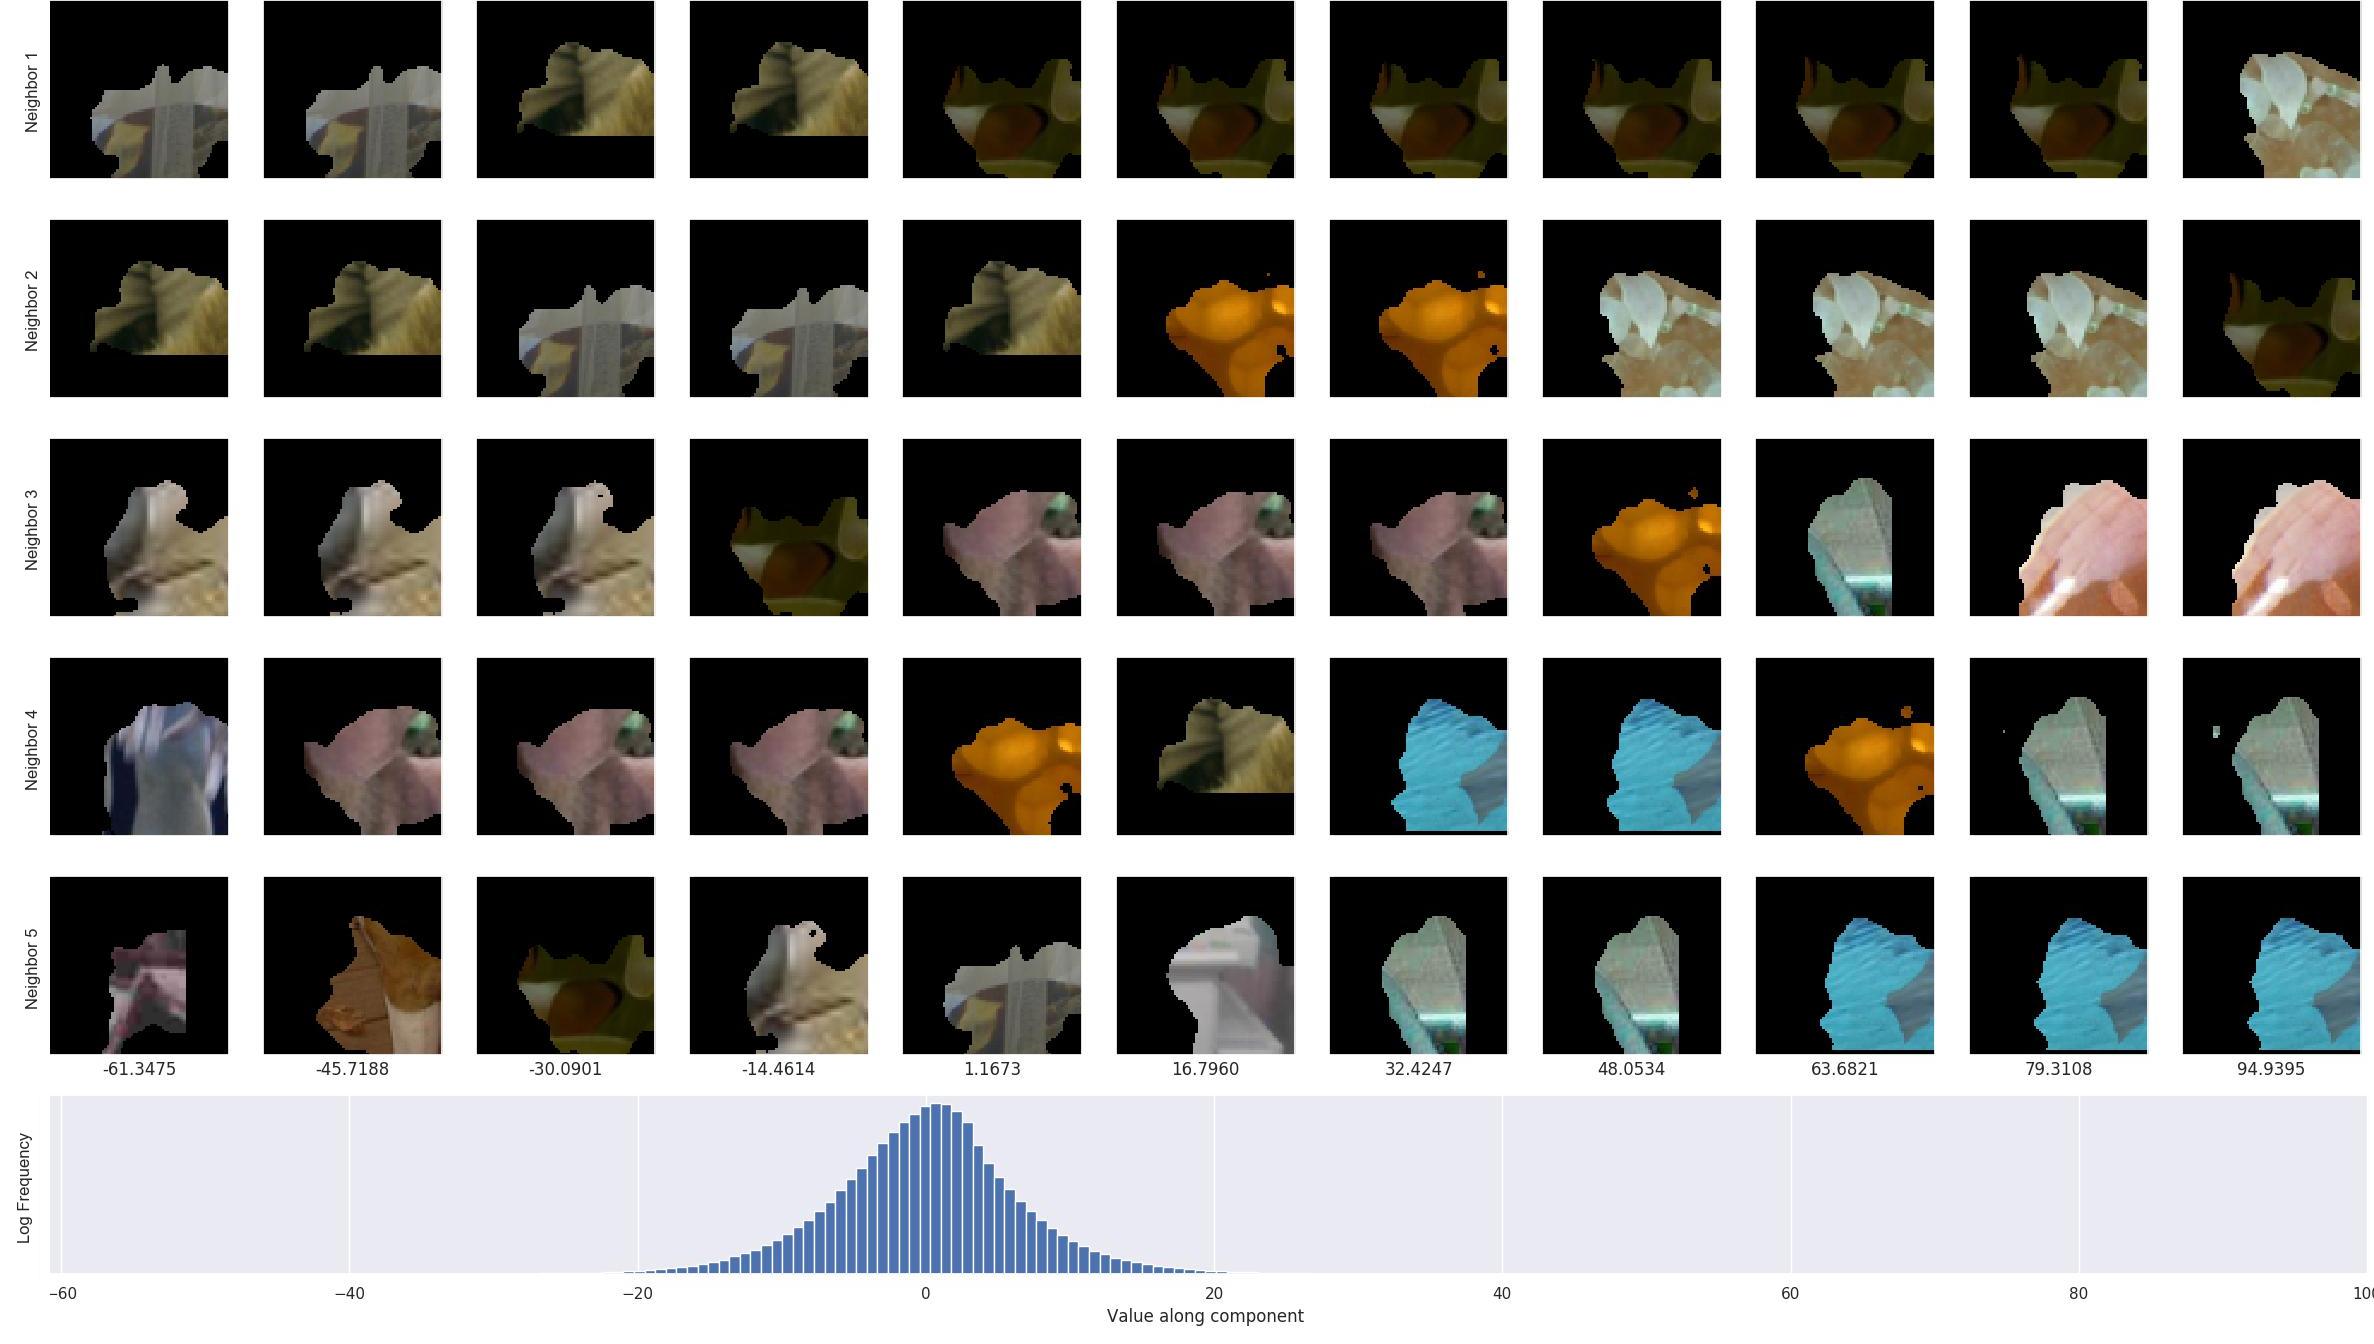 Neighbor 1
Neighbor 2
Neighbor 3
Neighbor 4
Neighbor 5
-61.3475 -45.7188 -30.0901 -14.4614 1.1673 16.7960 32.4247 48.0534 63.6821 79.3108 94.9395
Log Frequency
−60 −40 −20 0 20 40 60 80 100
Value along component